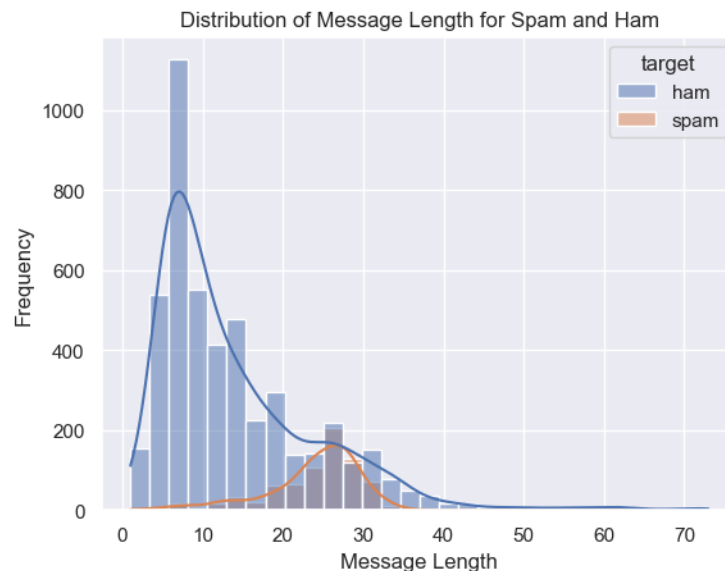 Distribution of Message Length for Spam and Ham
target
ham
spam
1000
800
600
400
200
0
Frequency
0 10 20 30 40 50 60 70
Message Length